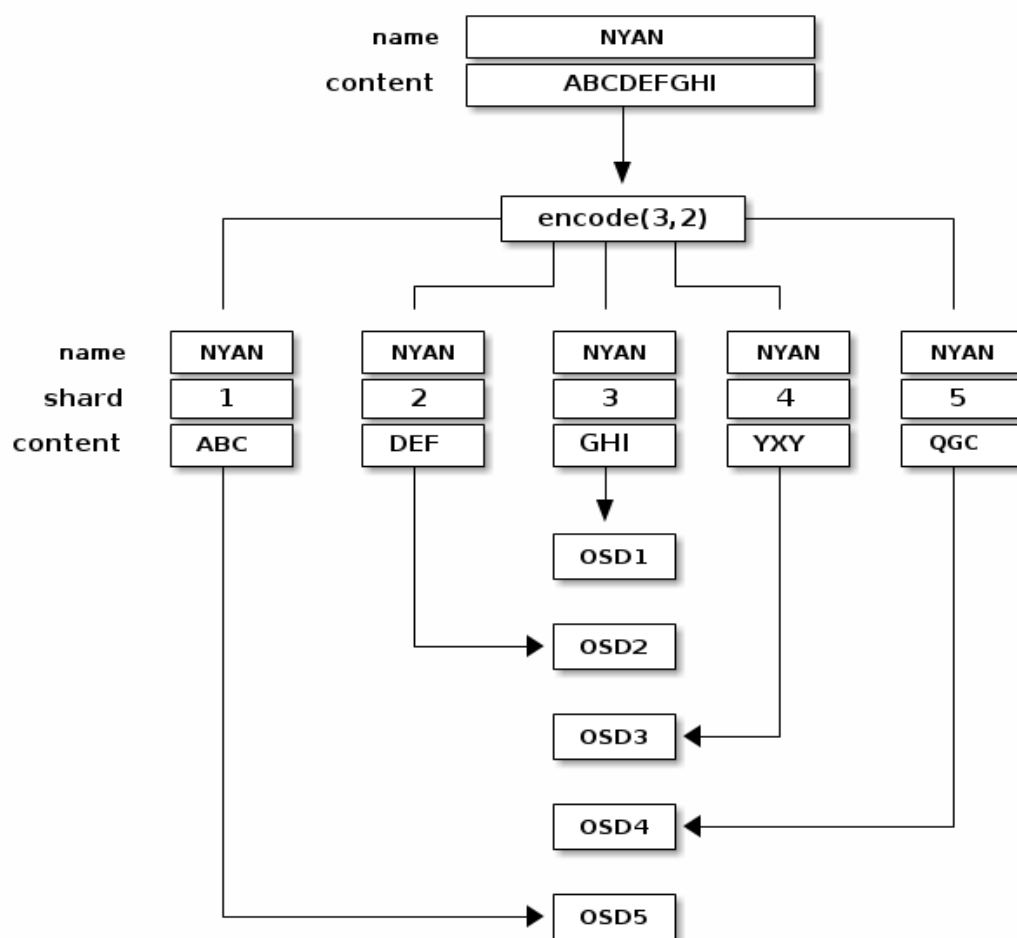 name NYAN
content ABCDEFGHI
encode(3,2)
name NYAN NYAN NYAN NYAN NYAN
shard 1 2 3 4 5
content ABC DEF GHI YXY QGC
OSD1
OSD2
OSD3
OSD4
OSD5